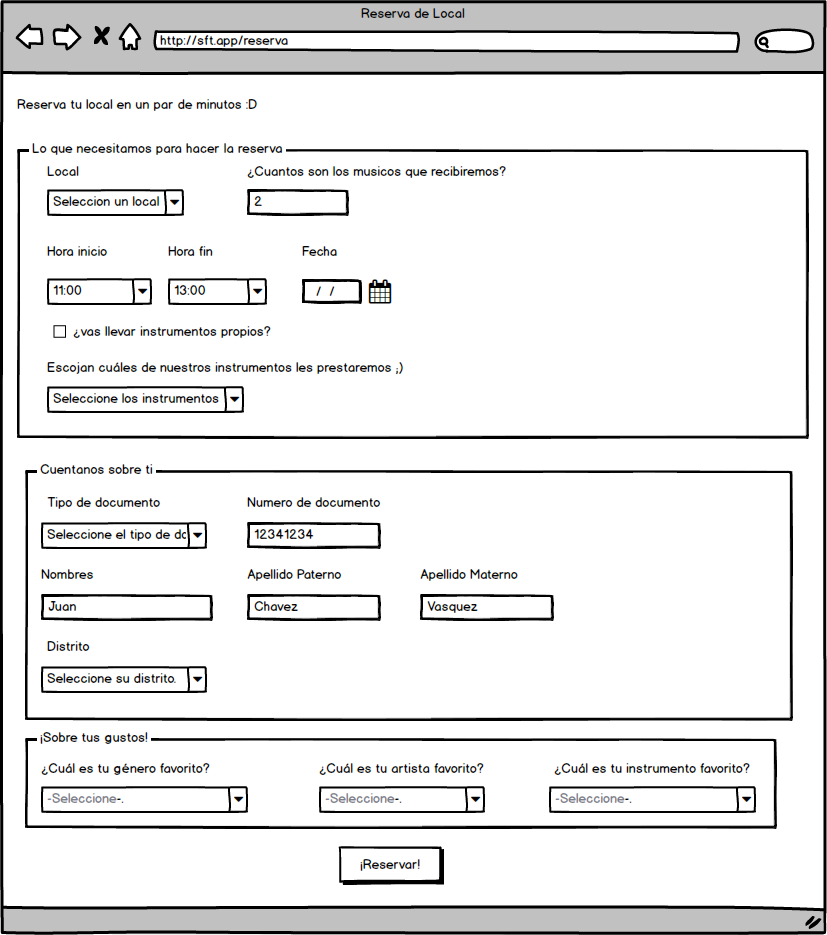 Reserva de Local
http://sft.app/reserva
Reserva tu local en un par de minutos :D
Lo que necesitamos para hacer la reserva
Local ¿Cuantos son los musicos que recibiremos?
Seleccion un local 2
Hora inicio Hora fin Fecha
11:00 13:00 / /
¿vas llevar instrumentos propios?
Escojan cuáles de nuestros instrumentos les prestaremos ;)
Seleccione los instrumentos
Cuentanos sobre ti
Tipo de documento Numero de documento
Seleccione el tipo de dc 12341234
Nombres Apellido Paterno Apellido Materno
Juan Chavez Vasquez
Distrito
Seleccione su distrito.
¡Sobre tus gustos!
¿Cuál es tu género favorito? ¿Cuál es tu artista favorito? ¿Cuál es tu instrumento favorito?
-Seleccione-. -Seleccione-. -Seleccione-.
¡Reservar!